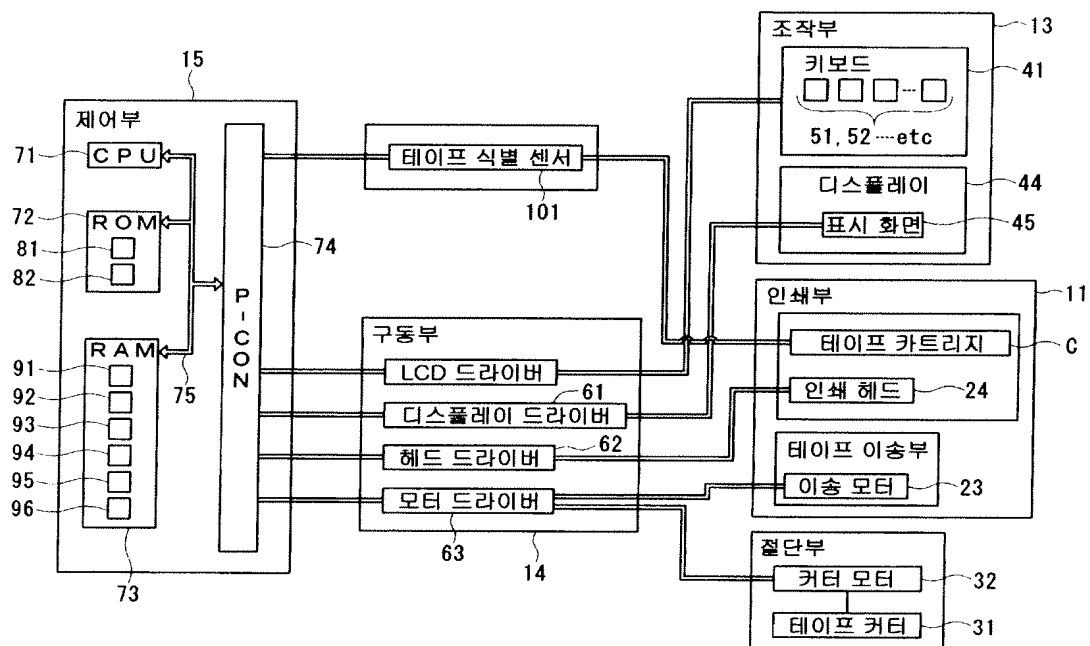 15
제어부
71
CPU
72
ROM
81
82
RAM
91
92
93
94
95
96
73
75
P-CON
74
테이프 식별 센서
101
구동부
LCD 드라이버
61
디스플레이 드라이버
62
헤드 드라이버
모터 드라이버
63
14
조작부
13
키보드
41
51, 52 ····etc
디스플레이
44
표시 화면
45
인쇄부
11
테이프 카트리지
C
인쇄 헤드
24
테이프 이송부
이송 모터
23
절단부
커터 모터
32
테이프 커터
31